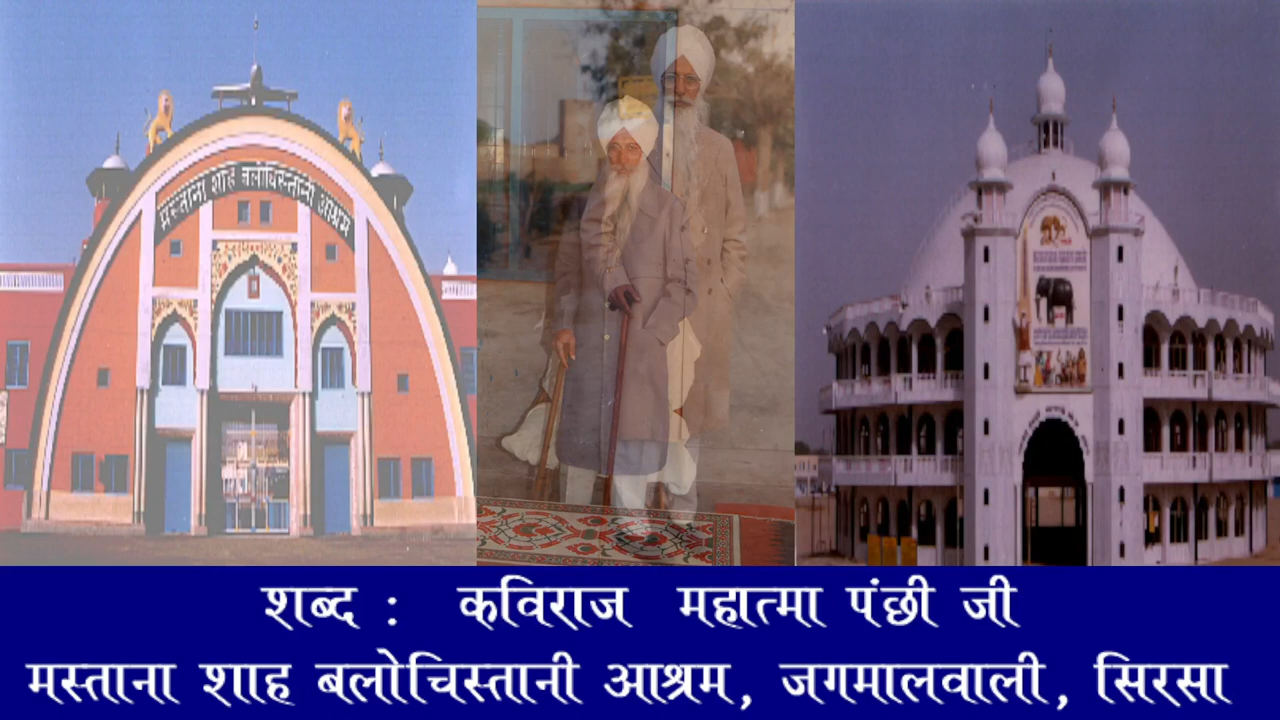 मस्ताना शाह बलोचिस्तानी आश्रम
शब्द : कविराज महात्मा पंछी जी
मस्ताना शाह बलोचिस्तानी आश्रम, जगमालवाली, सिरसा